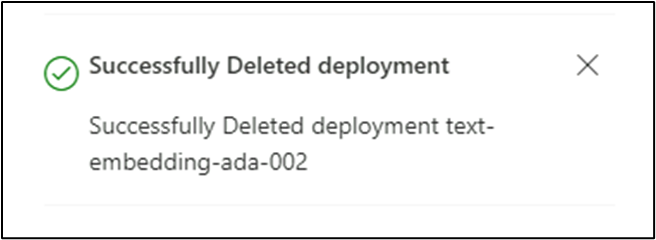 Successfully Deleted deployment
Successfully Deleted deployment text-
embedding-ada-002